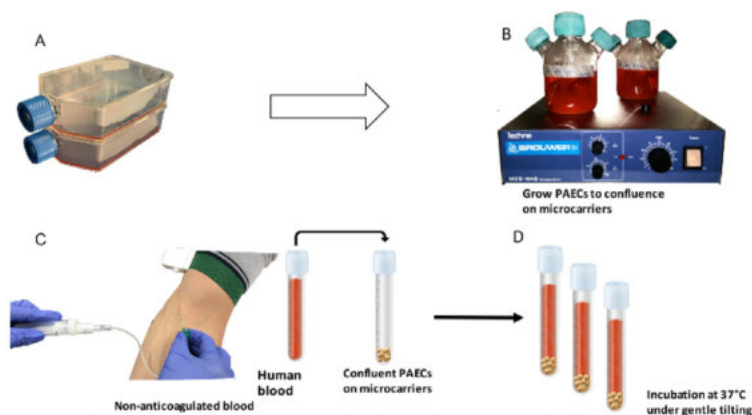 A
B
Techne
BROUWER
Grow PAECs to confluence
on microcarriers
C
D
Human
blood
Confluent PAECs
on microcarriers
Non-anticoagulated blood
Incubation at 37°C
under gentle tilting